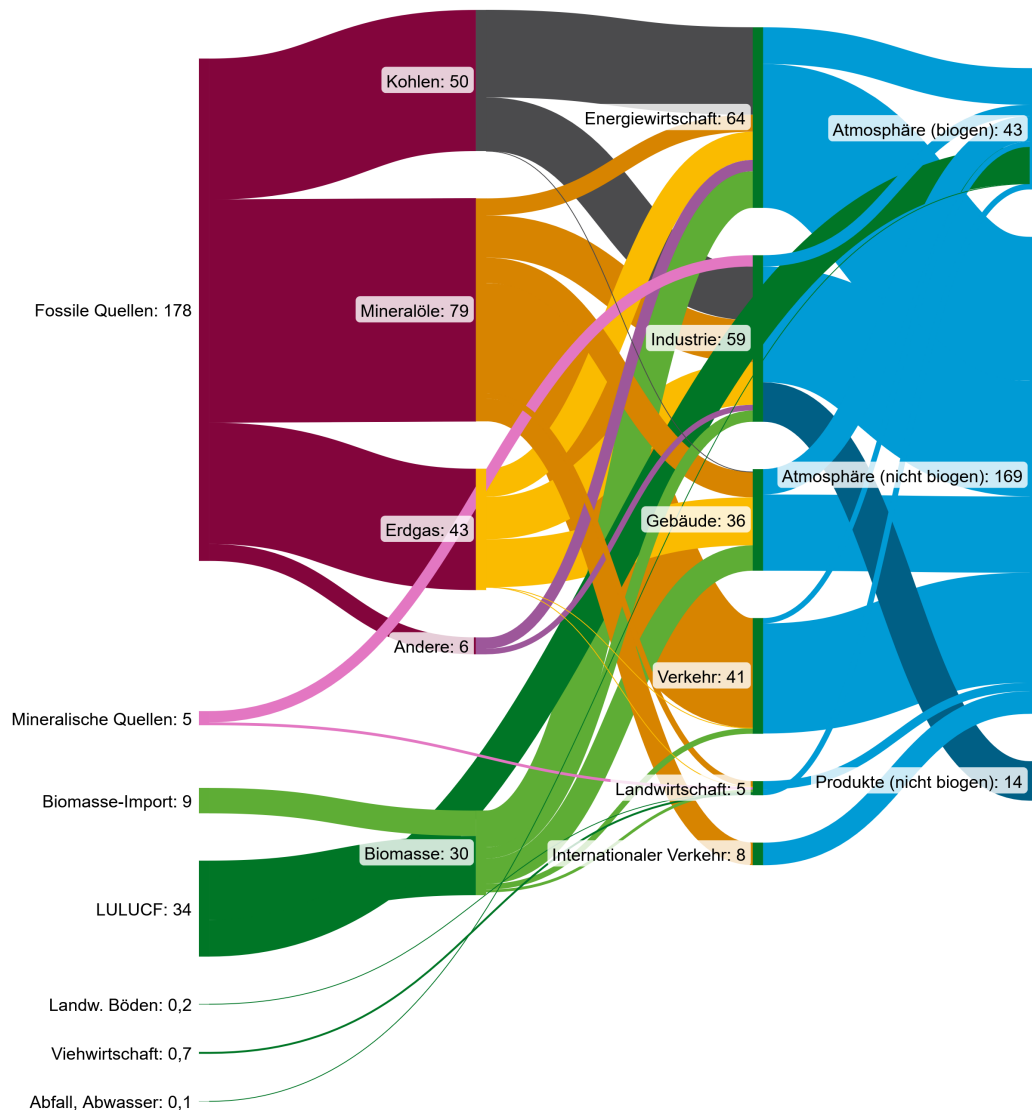 Kohlen: 50
Energiewirtschaft: 64
Atmosphäre (biogen): 43
Fossile Quellen: 178
Mineralöle: 79
Industrie: 59
Atmosphäre (nicht biogen): 169
Erdgas: 43
Gebäude: 36
Andere: 6
Verkehr: 41
Mineralische Quellen: 5
Landwirtschaft: 5
Produkte (nicht biogen): 14
Biomasse-Import: 9
Biomasse: 30
Internationaler Verkehr: 8
LULUCF: 34
Landw. Böden: 0,2
Viehwirtschaft: 0,7
Abfall, Abwasser: 0,1